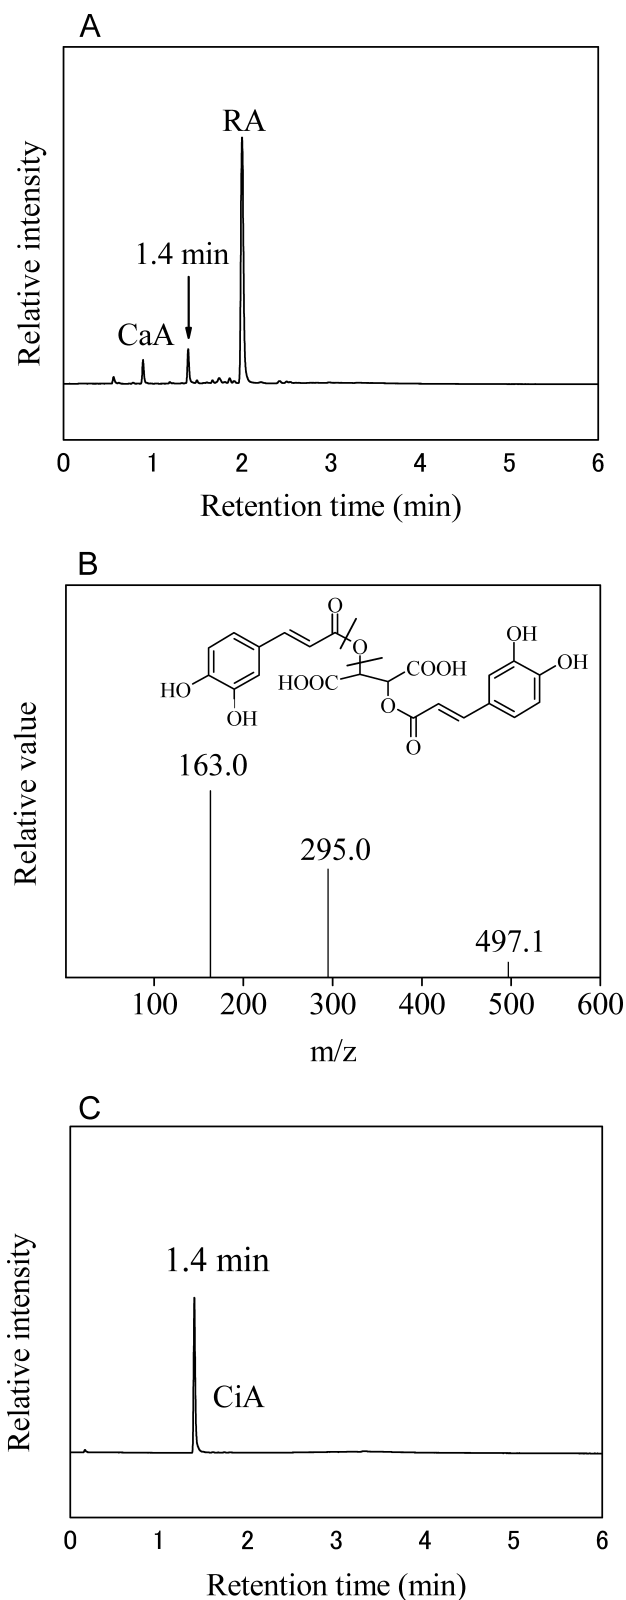 A
Relative intensity
RA
1.4 min
CaA
0 1 2 3 4 5 6
Retention time (min)
B
Relative value
O
O
OH
OH
HOOC
COOH
HO
OH
O
O
163.0
295.0
497.1
100 200 300 400 500 600
m/z
C
Relative intensity
1.4 min
CiA
0 1 2 3 4 5 6
Retention time (min)